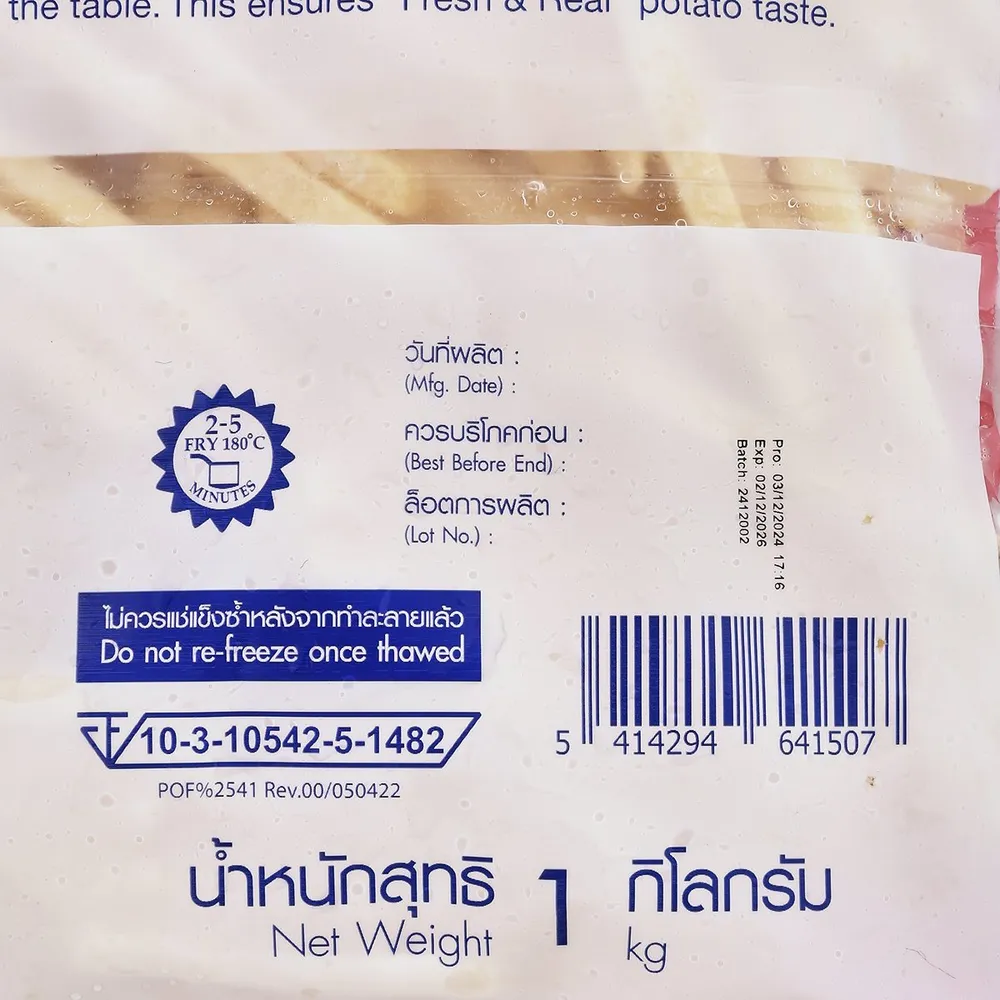 the table. This ensures "Fresh & Real" potato taste.
วันที่ผลิต :
(Mfg. Date) :
ควรบริโภคก่อน :
(Best Before End) :
ล็อตการผลิต :
(Lot No.) :
Pro: 03/12/2024 17:16
Exp: 02/12/2026
Batch: 2412002
2-5
FRY 180°C
MINUTES
ไม่ควรแช่แข็งซ้ำหลังจากทำละลายแล้ว
Do not re-freeze once thawed
10-3-10542-5-1482
POF%2541 Rev.00/050422
5 414294 641507
น้ำหนักสุทธิ 1 กิโลกรัม
Net Weight kg